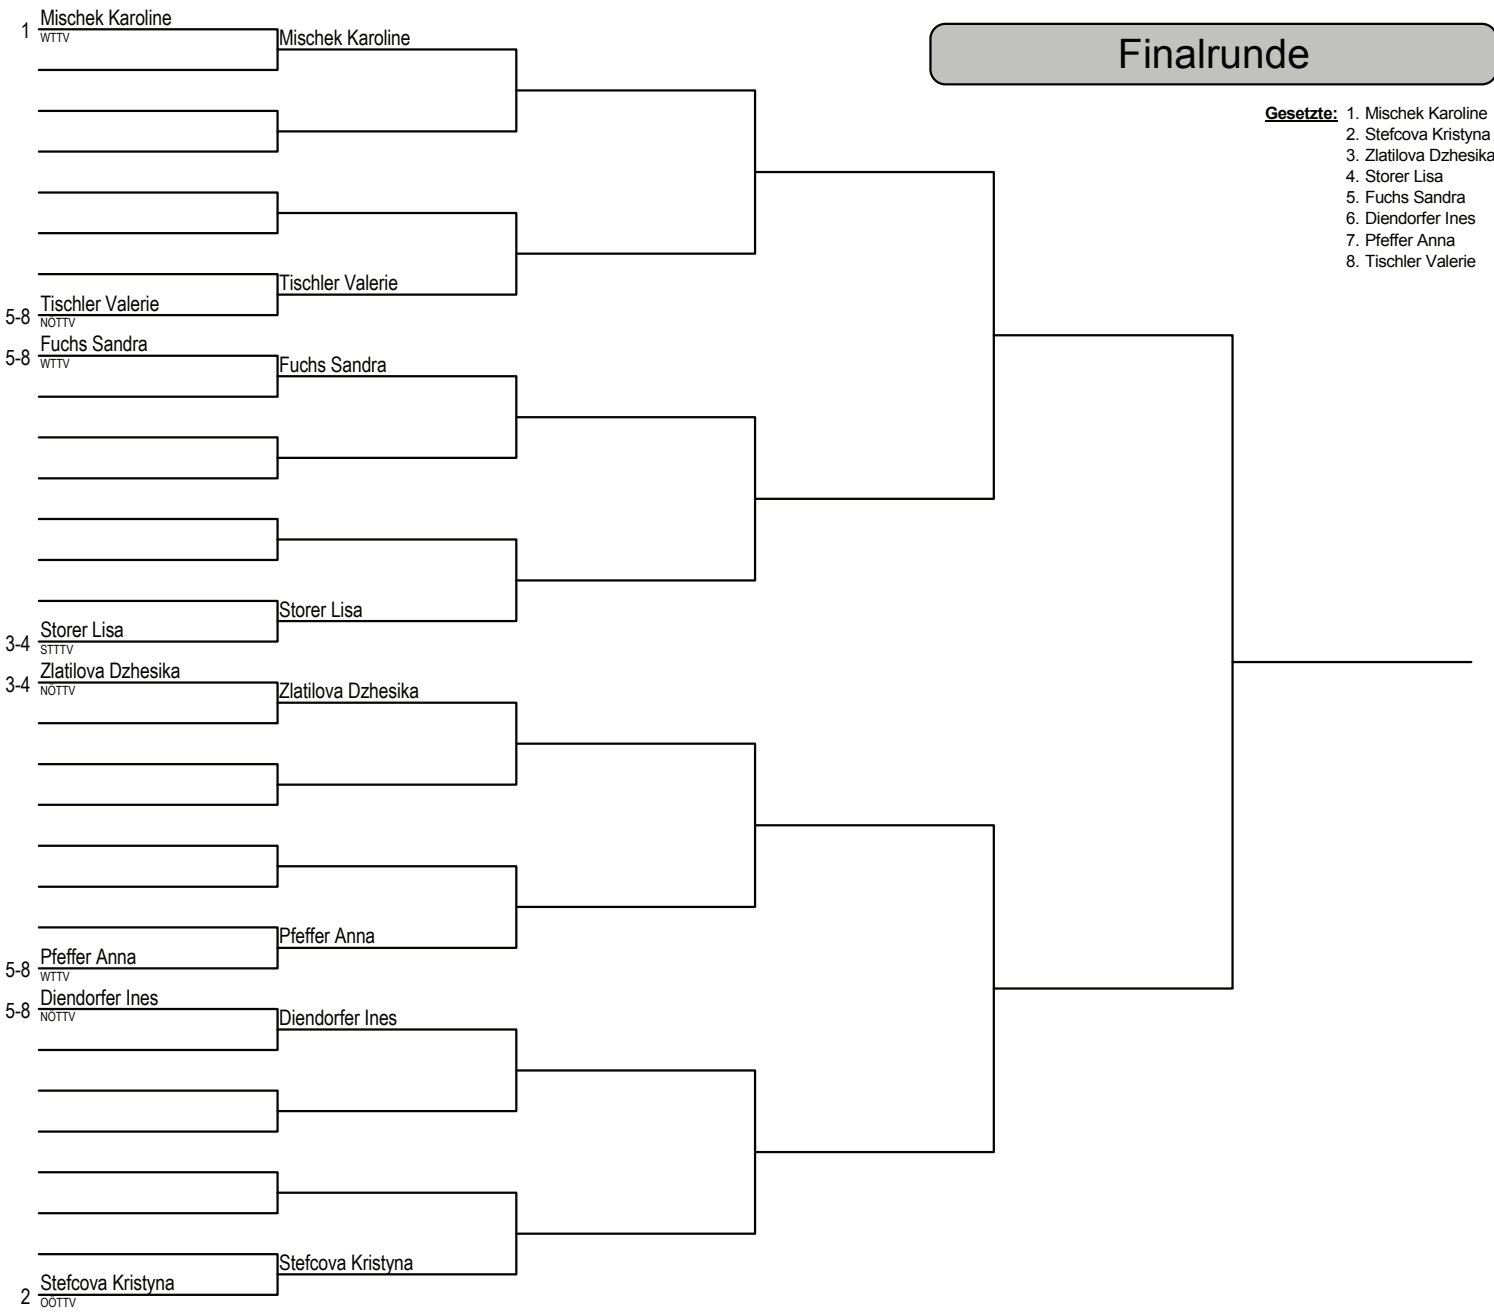 Finalrunde
Gesetzte: 1. Mischek Karoline
2. Stefcova Kristyna
3. Zlatilova Dzhesika
4. Storer Lisa
5. Fuchs Sandra
6. Diendorfer Ines
7. Pfeffer Anna
8. Tischler Valerie
1 Mischek Karoline
WTTV
Mischek Karoline
Tischler Valerie
5-8 Tischler Valerie
NÖTTV
5-8 Fuchs Sandra
WTTV
Fuchs Sandra
Storer Lisa
3-4 Storer Lisa
STTTV
3-4 Zlatilova Dzhesika
NÖTTV
Zlatilova Dzhesika
Pfeffer Anna
5-8 Pfeffer Anna
WTTV
5-8 Diendorfer Ines
NÖTTV
Diendorfer Ines
Stefcova Kristyna
2 Stefcova Kristyna
OÖTTV